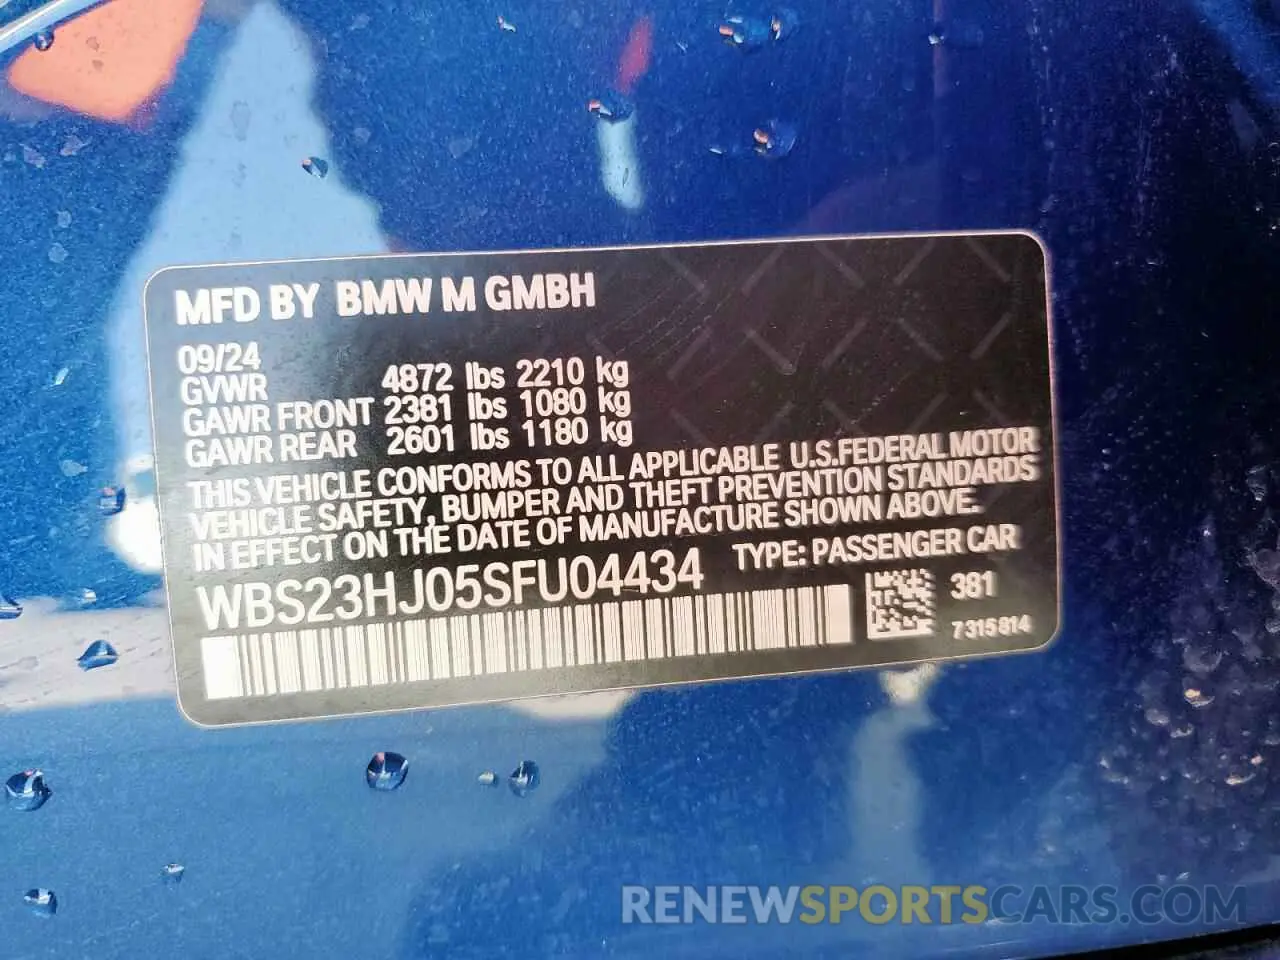 MFD BY BMW M GMBH
09/24
GVWR 4872 lbs 2210 kg
GAWR FRONT 2381 lbs 1080 kg
GAWR REAR 2601 lbs 1180 kg
THIS VEHICLE CONFORMS TO ALL APPLICABLE U.S.FEDERAL MOTOR
VEHICLE SAFETY, BUMPER AND THEFT PREVENTION STANDARDS
IN EFFECT ON THE DATE OF MANUFACTURE SHOWN ABOVE.
WBS23HJ05SFU04434 TYPE: PASSENGER CAR
381
7315814
RENEWSPORTSCARS.COM